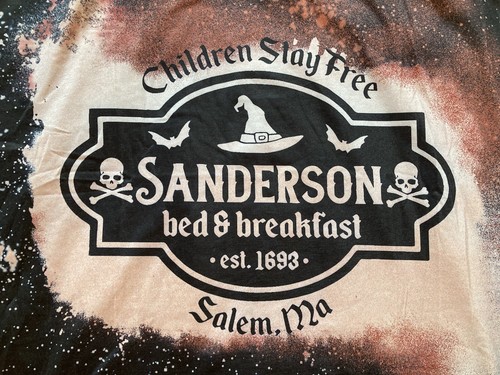 Children Stay Free
SANDERSON
bed & breakfast
· est. 1693 ·
Salem, Ma